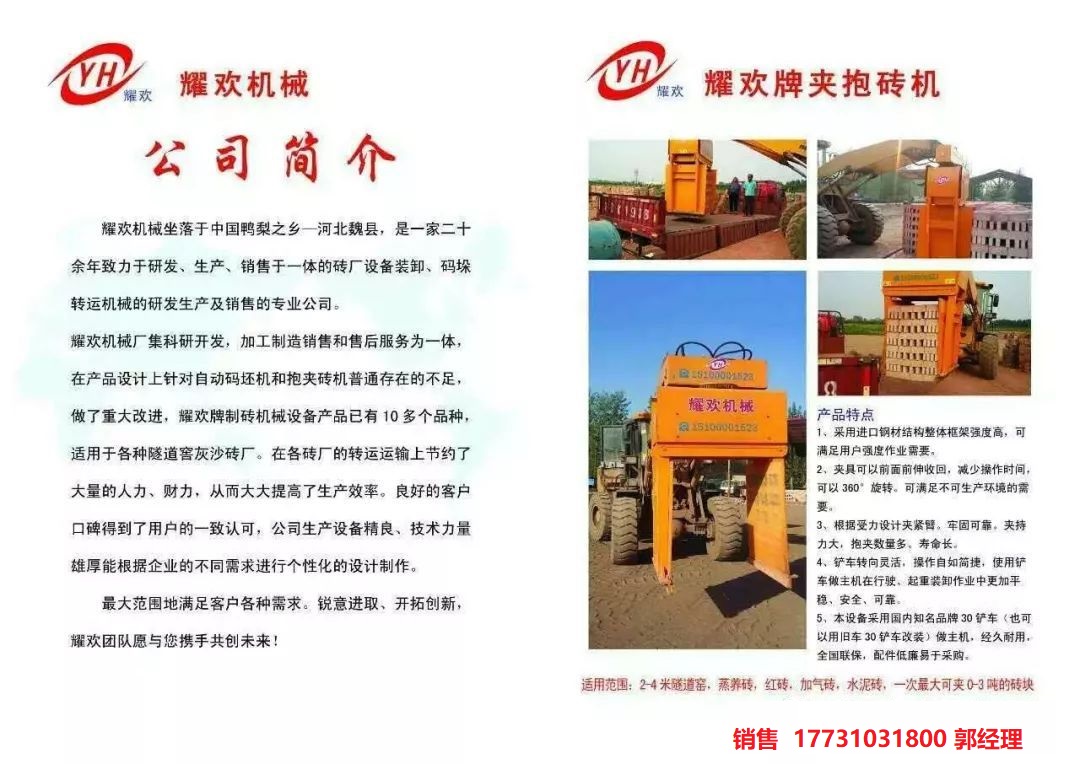 YH
耀欢
耀欢机械
公司简介
耀欢机械坐落于中国鸭梨之乡—河北魏县，是一家二十
余年致力于研发、生产、销售于一体的砖厂设备装卸、码垛
转运机械的研发生产及销售的专业公司。
耀欢机械厂集科研开发，加工制造销售和售后服务为一体，
在产品设计上针对自动码坯机和抱夹砖机普通存在的不足，
做了重大改进，耀欢牌制砖机械设备产品已有10多个品种，
适用于各种隧道窑灰沙砖厂。在各砖厂的转运运输上节约了
大量的人力、财力，从而大大提高了生产效率。良好的客户
口碑得到了用户的一致认可，公司生产设备精良、技术力量
雄厚能根据企业的不同需求进行个性化的设计制作。
最大范围地满足客户各种需求。锐意进取、开拓创新，
耀欢团队愿与您携手共创未来！
YH
耀欢
耀欢牌夹抱砖机
YH
15100001523
耀欢机械
15100001523
产品特点
1、采用进口钢材结构整体框架强度高，可
满足用户强度作业需要。
2、夹具可以前面前伸收回，减少操作时间，
可以360°旋转。可满足不可生产环境的需
要。
3、根据受力设计夹紧臂。牢固可靠。夹持
力大，抱夹数量多、寿命长。
4、铲车转向灵活，操作自如简捷，使用铲
车做主机在行驶、起重装卸作业中更加平
稳、安全、可靠。
5、本设备采用国内知名品牌30铲车（也可
以用旧车30铲车改装）做主机，经久耐用，
全国联保，配件低廉易于采购。
适用范围：2-4米隧道窑，蒸养砖，红砖，加气砖，水泥砖，一次最大可夹0-3吨的砖块
销售 17731031800 郭经理